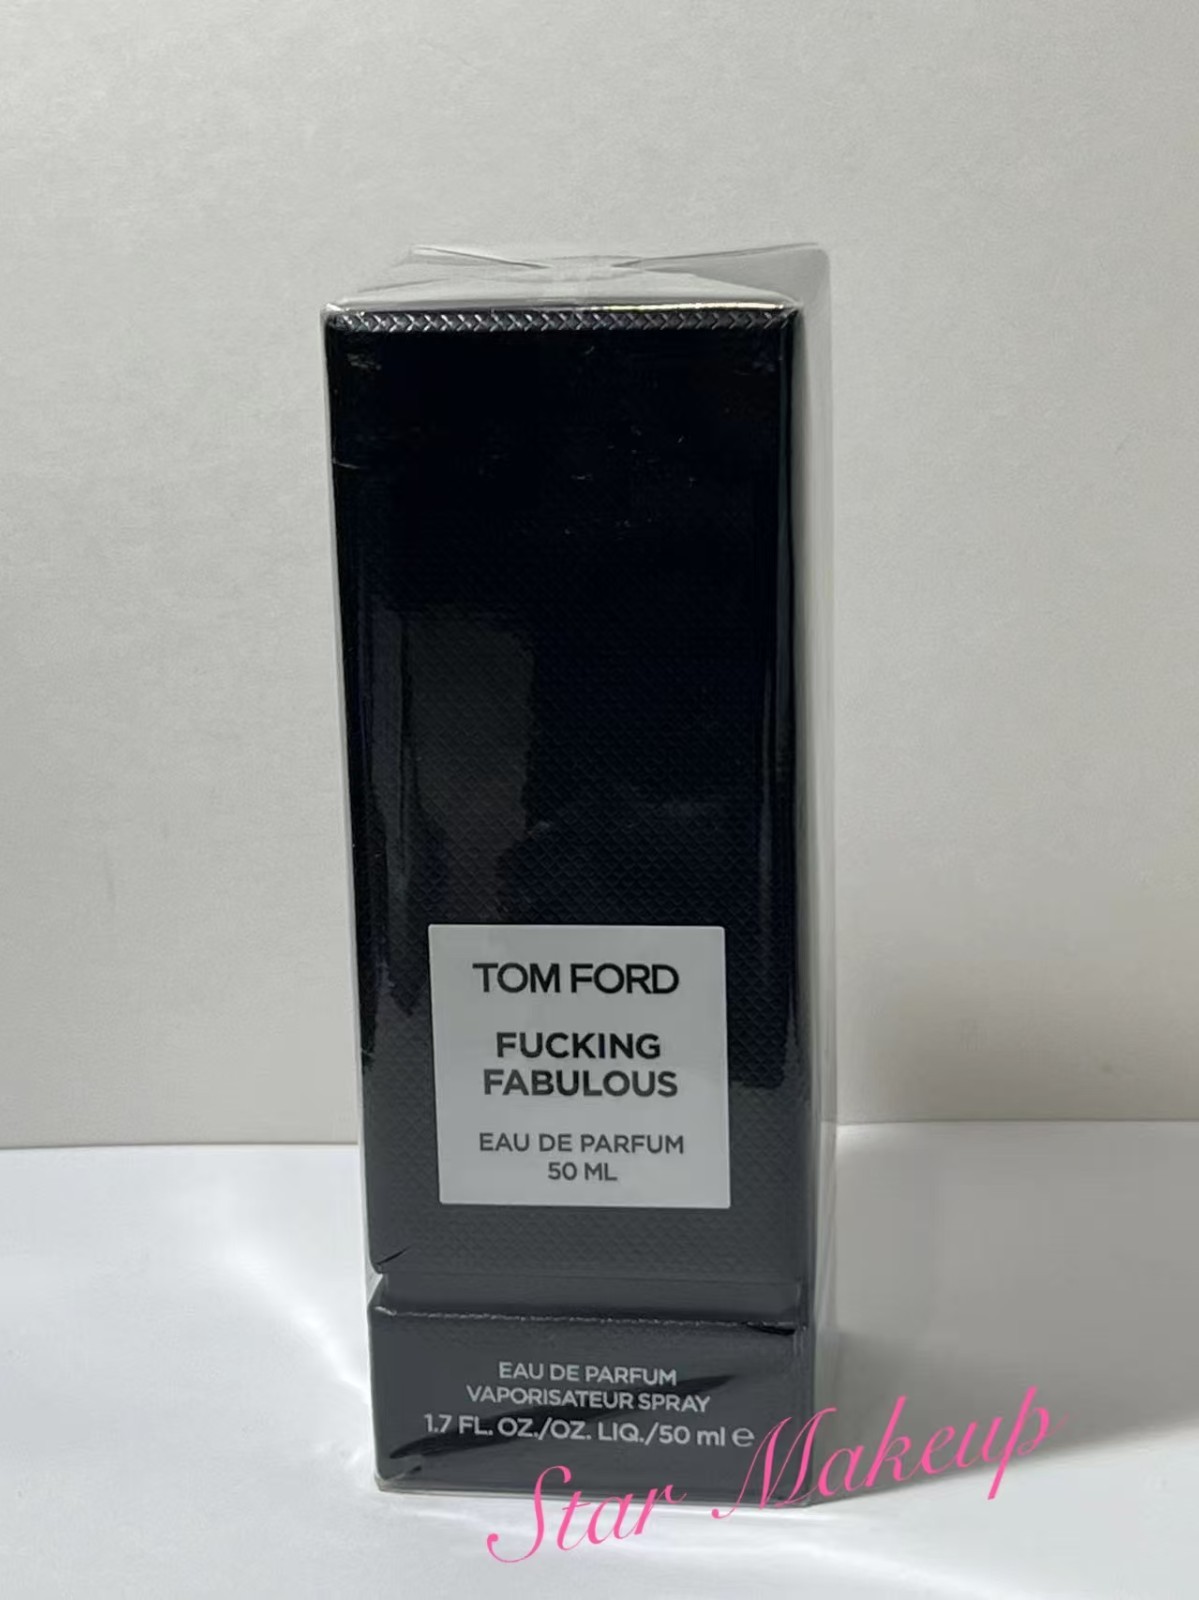 TOM FORD
FUCKING
FABULOUS
EAU DE PARFUM
50 ML
EAU DE PARFUM
VAPORISATEUR SPRAY
1.7 FL. OZ./OZ. LIQ./50 ml ℮
Star Makeup